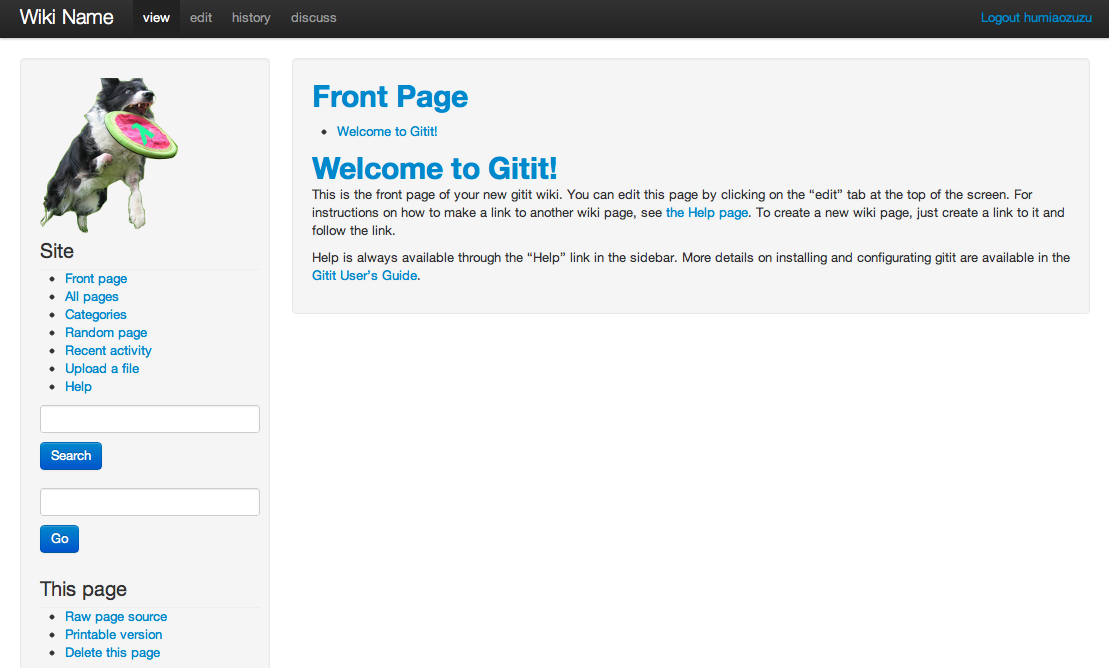 Wiki Name view edit history discuss Logout humiaozuzu
Site
Front page
All pages
Categories
Random page
Recent activity
Upload a file
Help
Search
Go
This page
Raw page source
Printable version
Delete this page
Front Page
Welcome to Gitit!
Welcome to Gitit!
This is the front page of your new gitit wiki. You can edit this page by clicking on the “edit” tab at the top of the screen. For
instructions on how to make a link to another wiki page, see the Help page. To create a new wiki page, just create a link to it and
follow the link.
Help is always available through the “Help” link in the sidebar. More details on installing and configurating gitit are available in the
Gitit User’s Guide.